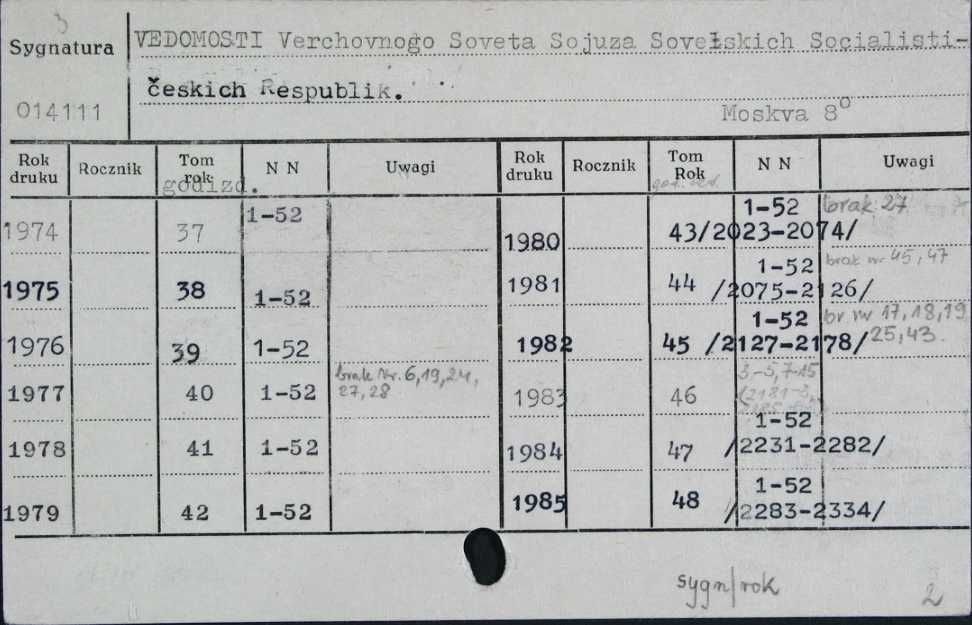 3
Sygnatura VEDOMOSTI Verchovnogo Soveta Sojuza Sovetskich Socialisti-
českich Respublik.
014111 Moskva 8°
Rok druku Rocznik Tom rok N N Uwagi Rok druku Rocznik Tom Rok N N Uwagi
godizd.
1974 37 1-52
1975 38 1-52
1976 39 1-52
1977 40 1-52 brak Nr. 6,19,24, 27,28
1978 41 1-52
1979 42 1-52
1980 43 1-52 /2023-2074/ brak 27
1981 44 1-52 /2075-2126/ brak nr 45,47
1982 45 1-52 /2127-2178/ br. nr 17,18,19 25,43.
1983 46 3-5,7-15
1984 47 1-52 /2231-2282/
1985 48 1-52 /2283-2334/
sygn/rok
2